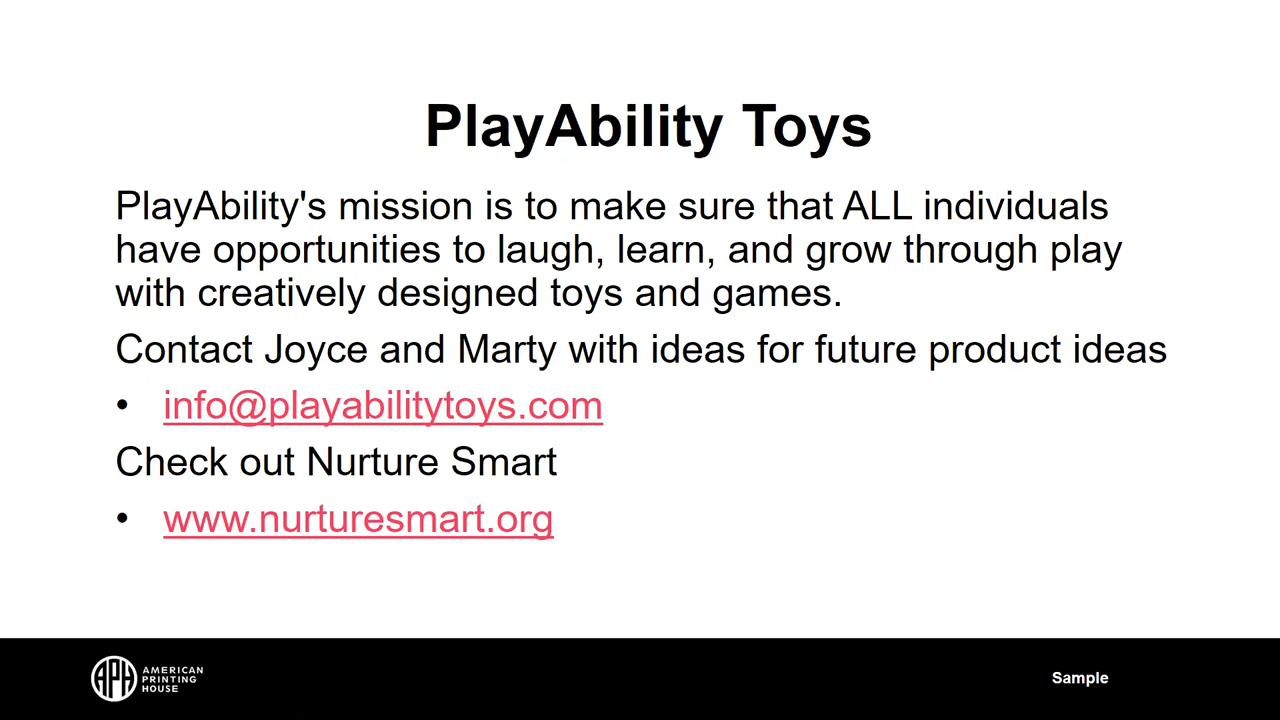 PlayAbility Toys
PlayAbility's mission is to make sure that ALL individuals
have opportunities to laugh, learn, and grow through play
with creatively designed toys and games.
Contact Joyce and Marty with ideas for future product ideas
• info@playabilitytoys.com
Check out Nurture Smart
• www.nurturesmart.org
APH
AMERICAN
PRINTING
HOUSE
Sample